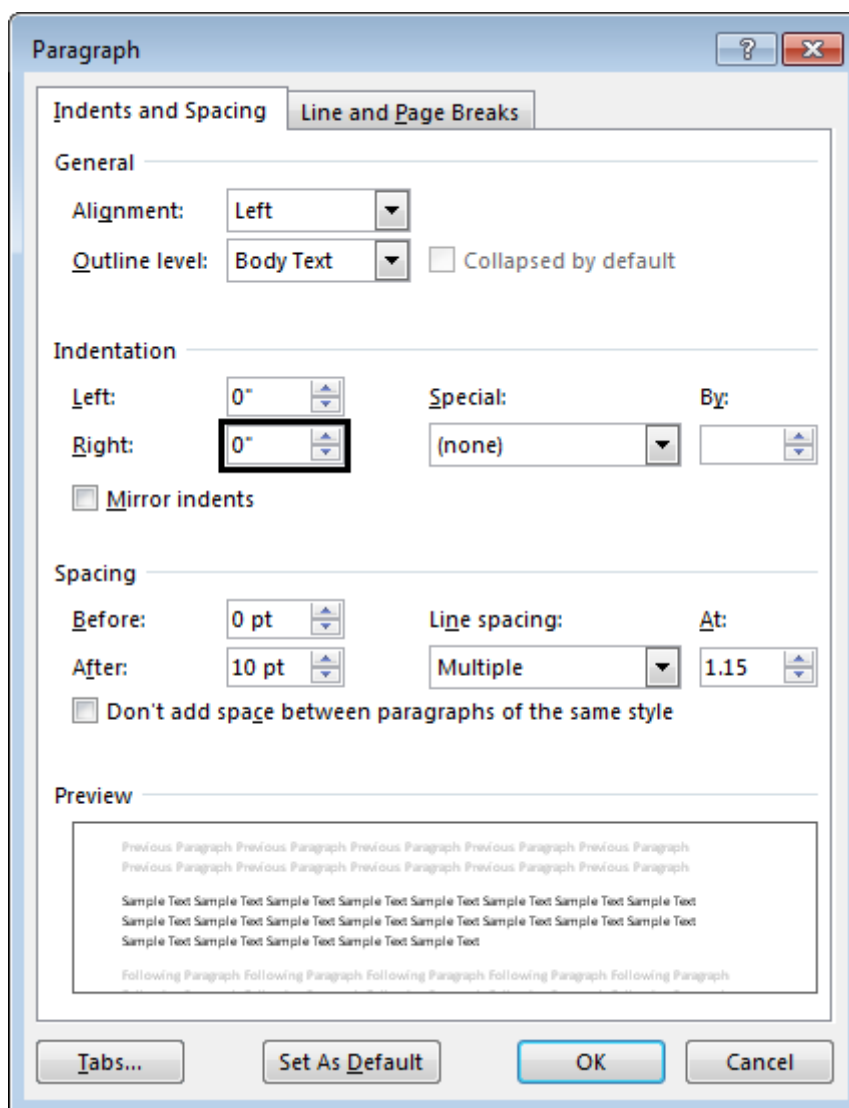 Paragraph
Indents and Spacing Line and Page Breaks
General
Alignment: Left
Outline level: Body Text Collapsed by default
Indentation
Left: 0" Special: By:
Right: 0" (none)
Mirror indents
Spacing
Before: 0 pt Line spacing: At:
After: 10 pt Multiple 1.15
Don't add space between paragraphs of the same style
Preview
Previous Paragraph Previous Paragraph Previous Paragraph Previous Paragraph Previous Paragraph
Previous Paragraph Previous Paragraph Previous Paragraph Previous Paragraph Previous Paragraph
Sample Text Sample Text Sample Text Sample Text Sample Text Sample Text Sample Text Sample Text
Sample Text Sample Text Sample Text Sample Text Sample Text Sample Text Sample Text Sample Text
Sample Text Sample Text Sample Text Sample Text Sample Text
Following Paragraph Following Paragraph Following Paragraph Following Paragraph Following Paragraph
Tabs... Set As Default OK Cancel